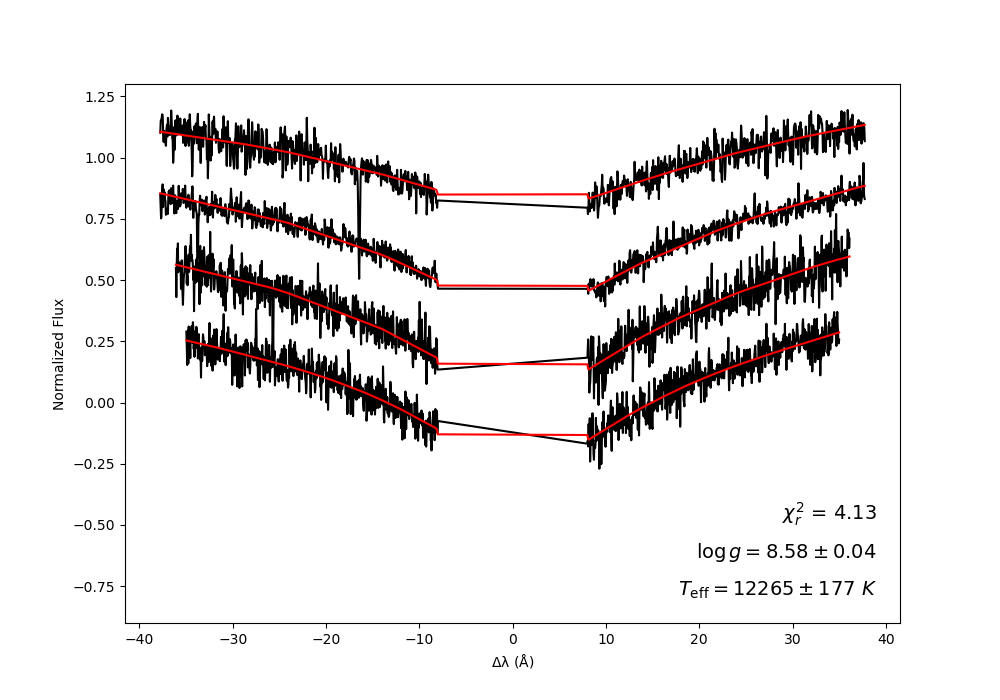 1.25
1.00
0.75
0.50
0.25
0.00
−0.25
−0.50
−0.75
Normalized Flux
χ²ᵣ = 4.13
log g = 8.58 ± 0.04
T_eff = 12265 ± 177 K
−40 −30 −20 −10 0 10 20 30 40
Δλ (Å)